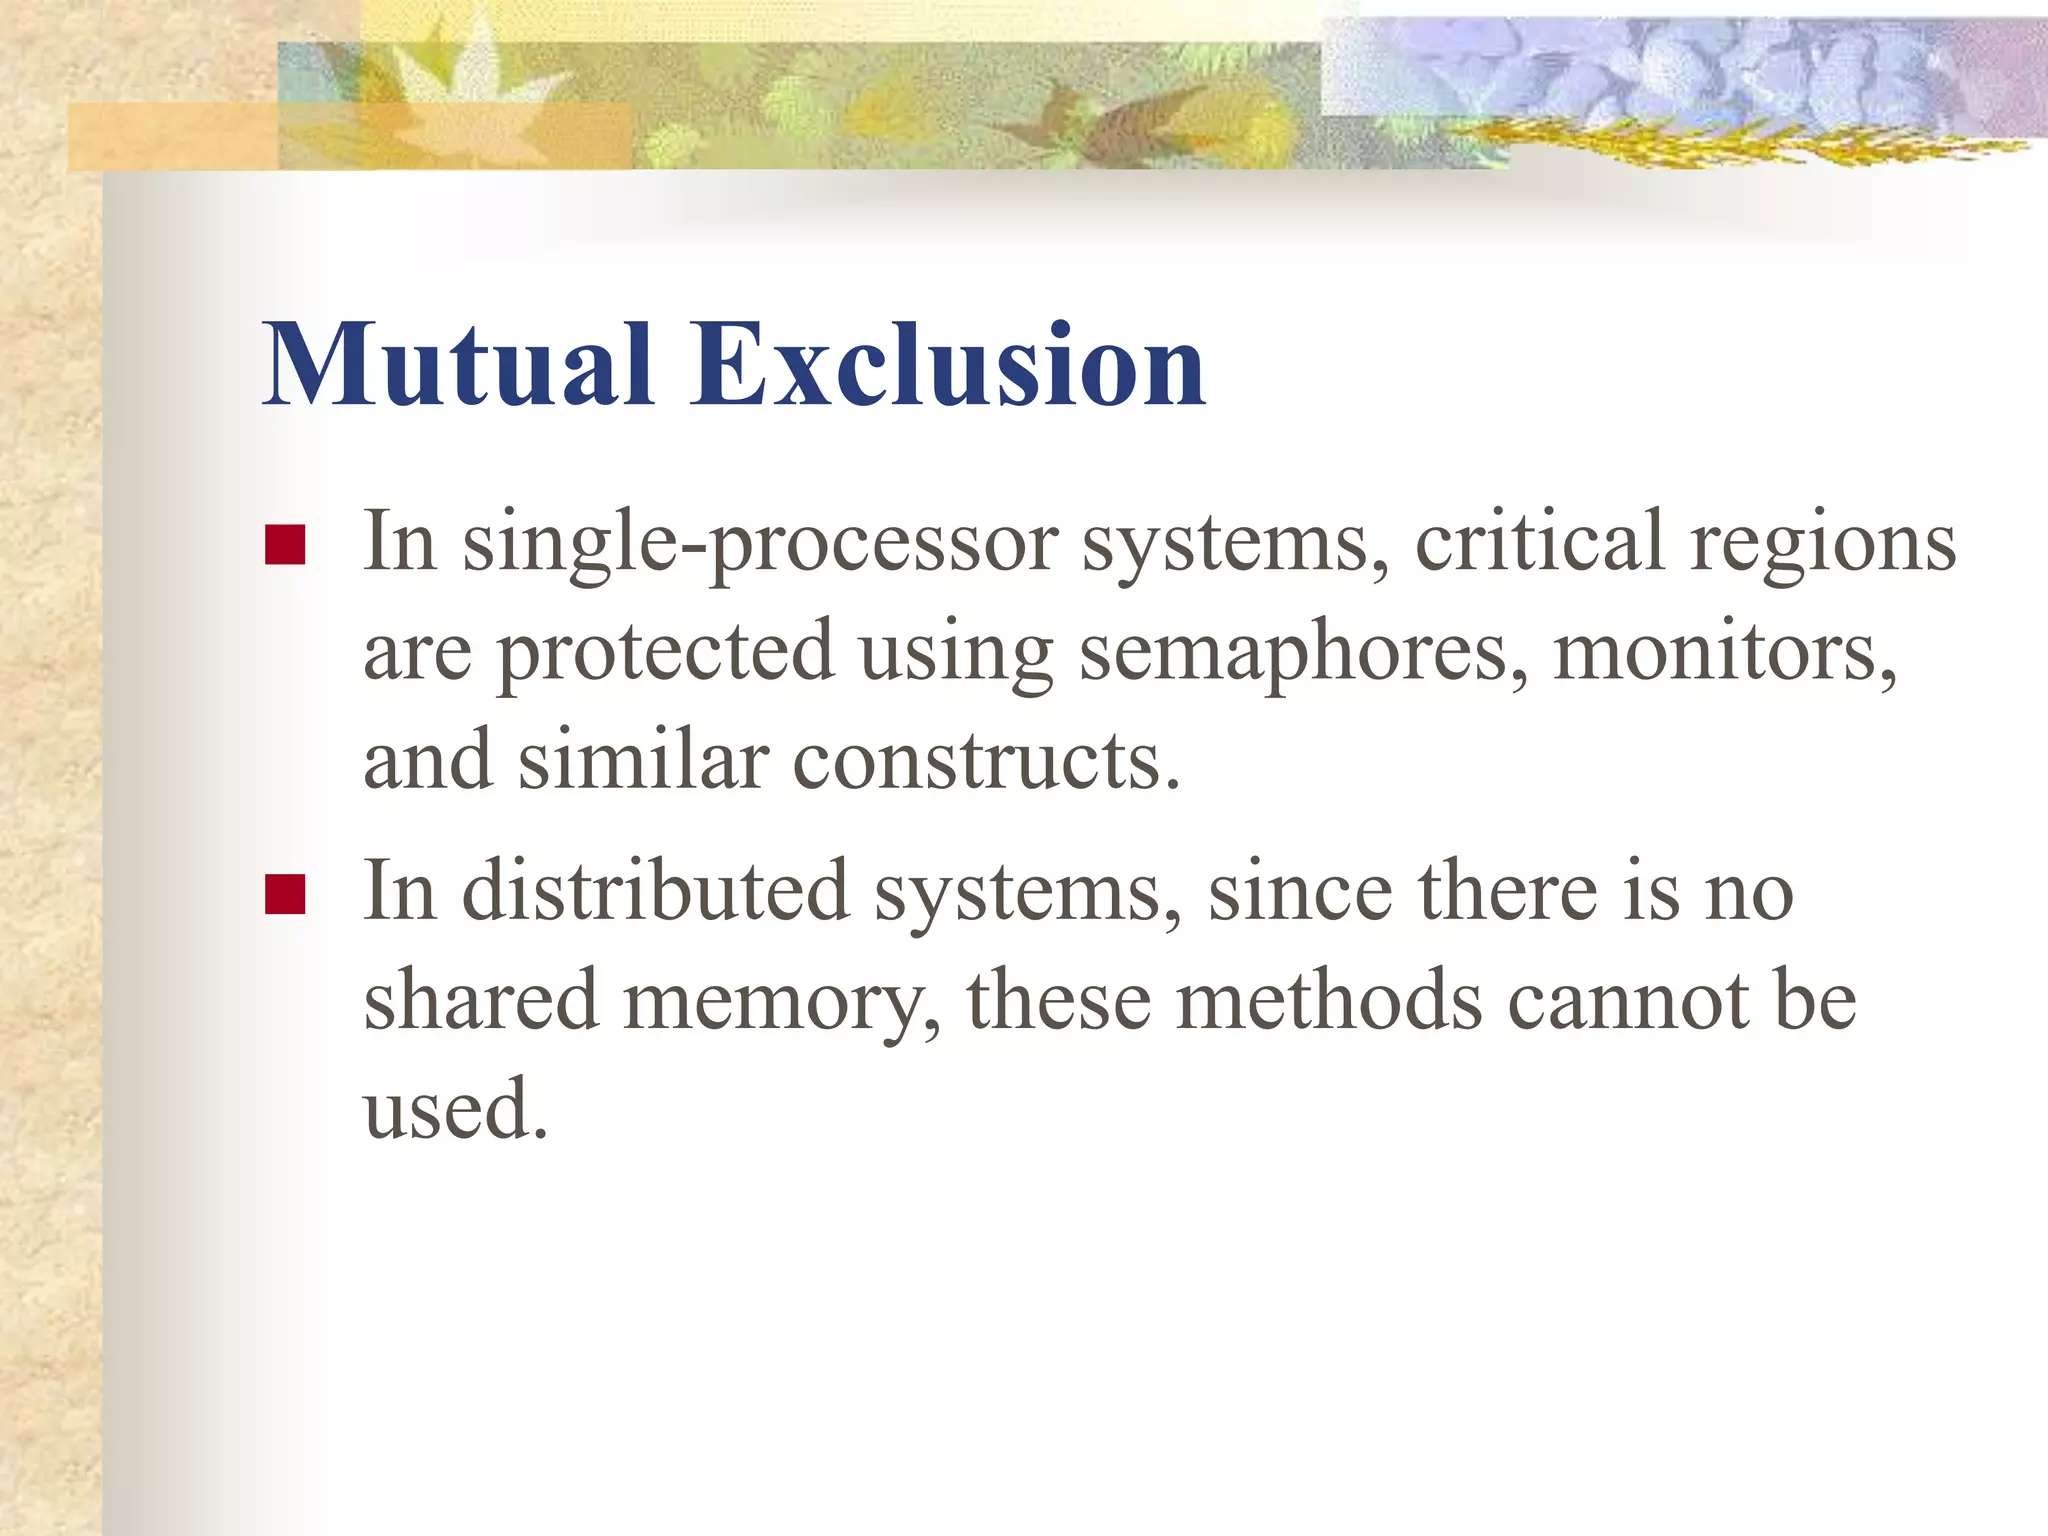 Mutual Exclusion
In single-processor systems, critical regions
are protected using semaphores, monitors,
and similar constructs.
In distributed systems, since there is no
shared memory, these methods cannot be
used.